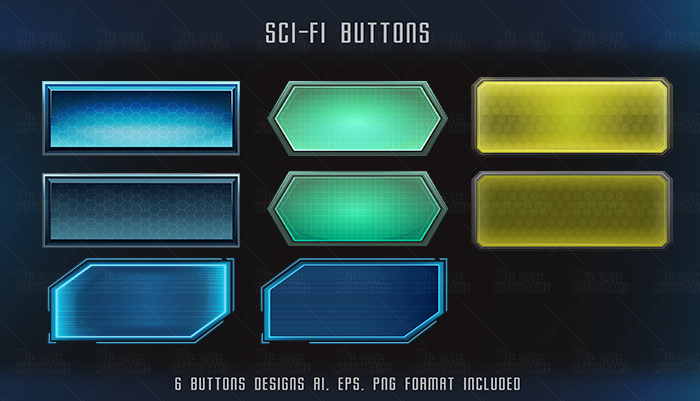 SCI-FI BUTTONS
6 BUTTONS DESIGNS AI, EPS, PNG FORMAT INCLUDED